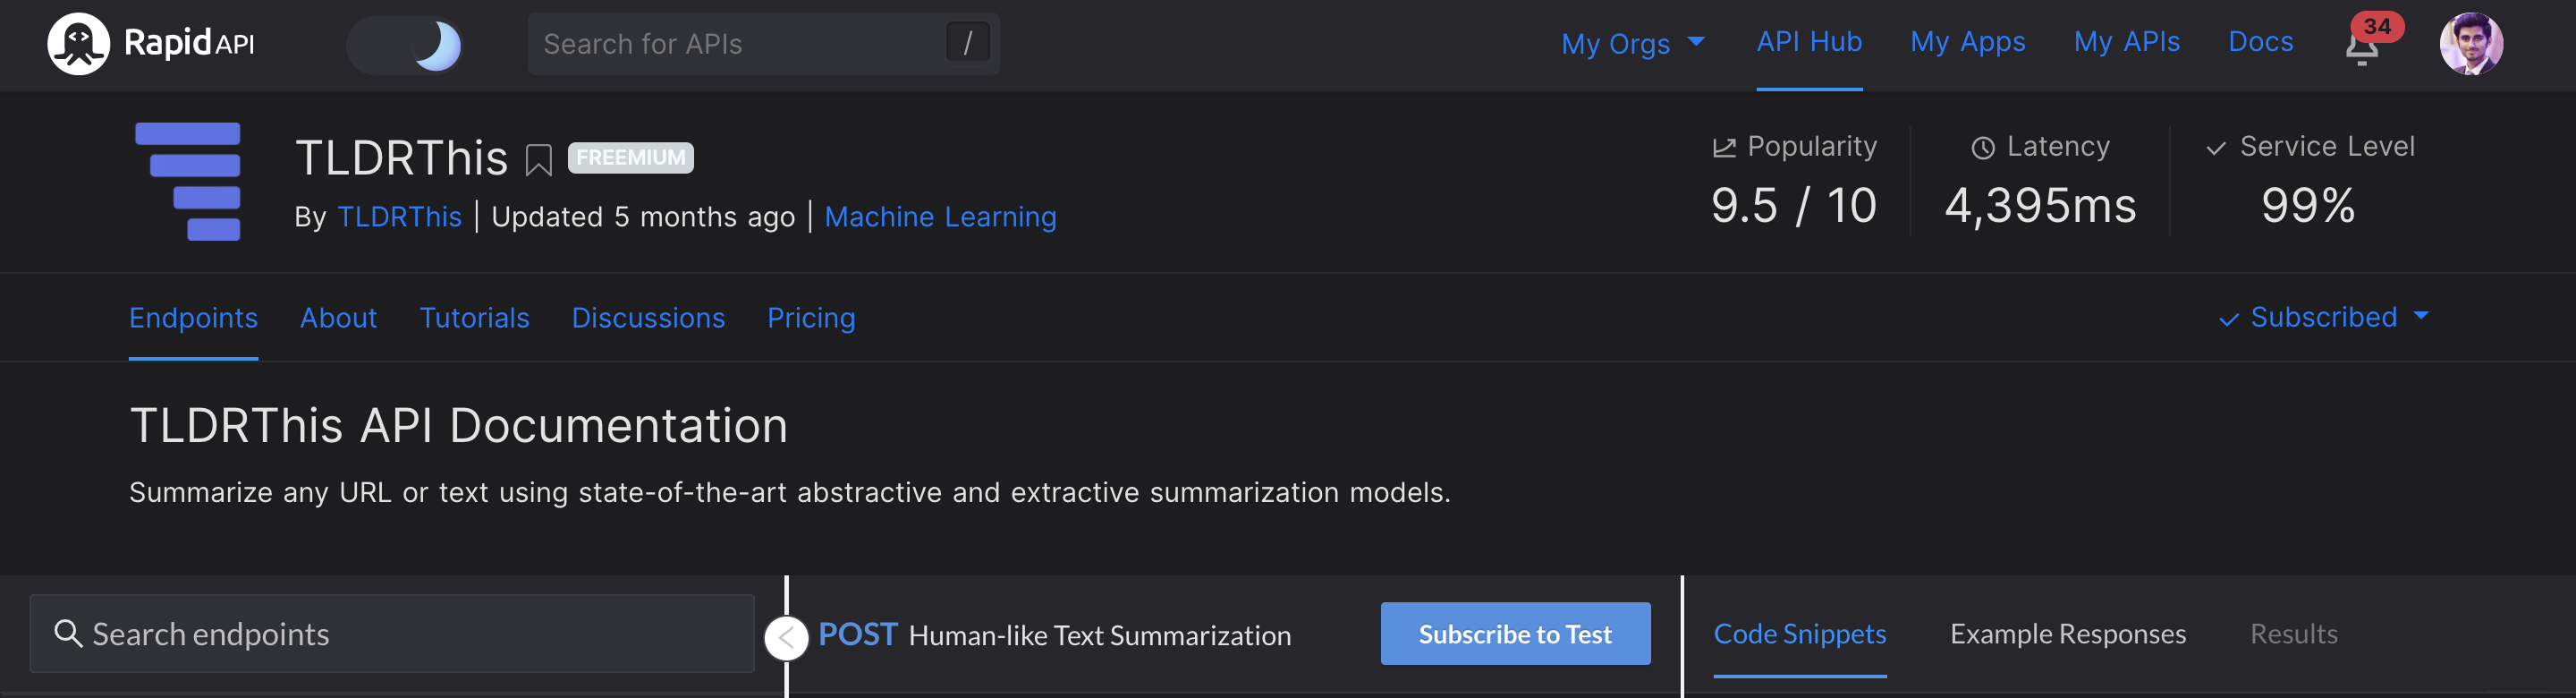 Rapid API
Search for APIs /
My Orgs API Hub My Apps My APIs Docs 34
TLDRThis FREEMIUM
By TLDRThis | Updated 5 months ago | Machine Learning
Popularity
9.5 / 10
Latency
4,395ms
Service Level
99%
Endpoints About Tutorials Discussions Pricing
Subscribed
TLDRThis API Documentation
Summarize any URL or text using state-of-the-art abstractive and extractive summarization models.
Search endpoints
POST Human-like Text Summarization
Subscribe to Test
Code Snippets Example Responses Results